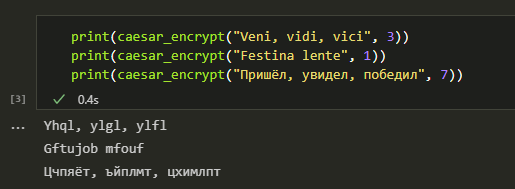 print(caesar_encrypt("Veni, vidi, vici", 3))
print(caesar_encrypt("Festina lente", 1))
print(caesar_encrypt("Пришёл, увидел, победил", 7))
[3] ✓ 0.4s
... Yhql, ylgl, ylfl
Gftujob mfouf
Цчпяёт, ъйплмт, цхимлпт